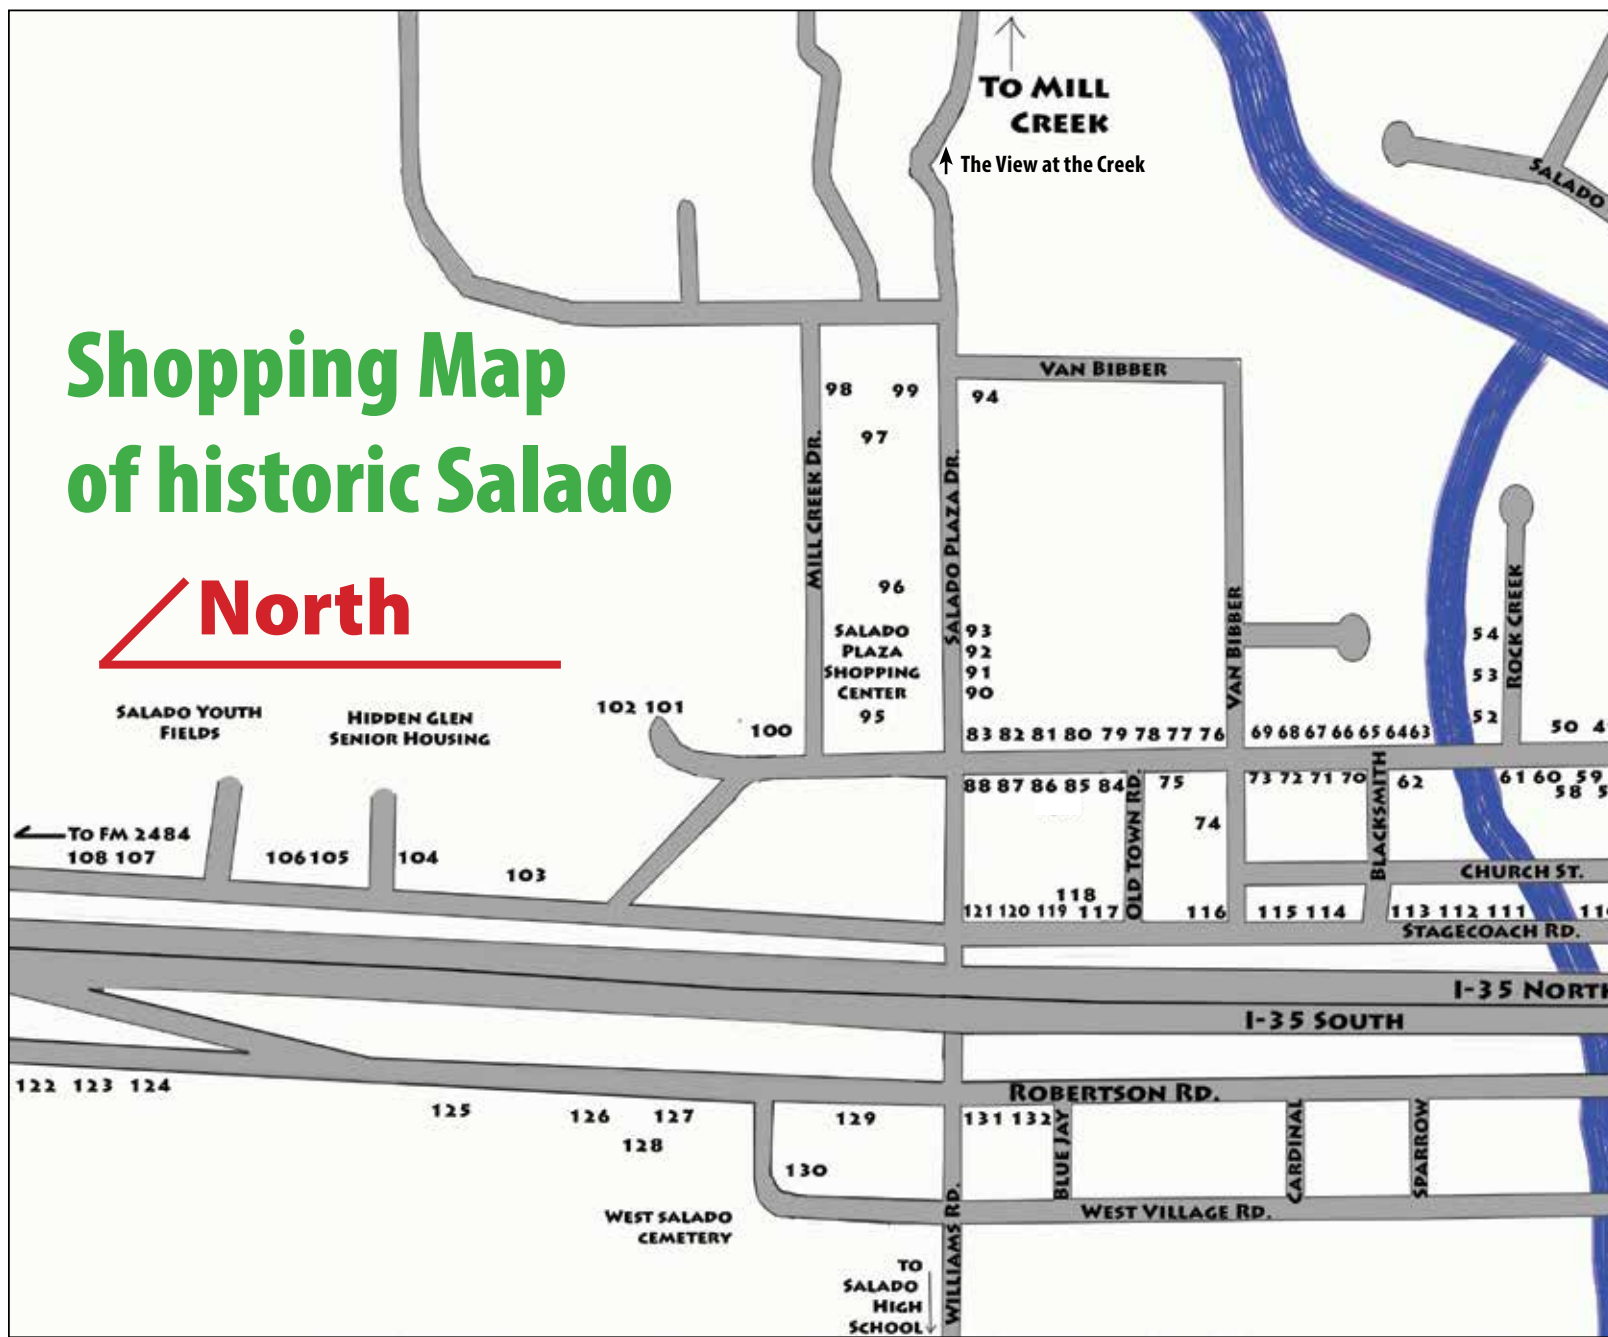 TO MILL
CREEK
The View at the Creek
SALADO
Shopping Map
of historic Salado
North
VAN BIBBER
98 99 94
97
MILL CREEK DR.
SALADO PLAZA DR.
96
SALADO
PLAZA
SHOPPING
CENTER
95
93
92
91
90
VAN BIBBER
54
53
52
ROCK CREEK
SALADO YOUTH
FIELDS
HIDDEN GLEN
SENIOR HOUSING
102 101
100
83 82 81 80 79 78 77 76
69 68 67 66 65 64 63
50
88 87 86 85 84
75
73 72 71 70
62
61 60 59
58
OLD TOWN RD.
74
BLACKSMITH
TO FM 2484
108 107
106 105
104
103
CHURCH ST.
118
121 120 119 117
116
115 114
113 112 111
STAGECOACH RD.
I-35 NORTH
I-35 SOUTH
122 123 124
125
126 127
128
129
130
ROBERTSON RD.
131 132
BLUE JAY
CARDINAL
SPARROW
WEST VILLAGE RD.
WEST SALADO
CEMETERY
WILLIAMS RD.
TO
SALADO
HIGH
SCHOOL